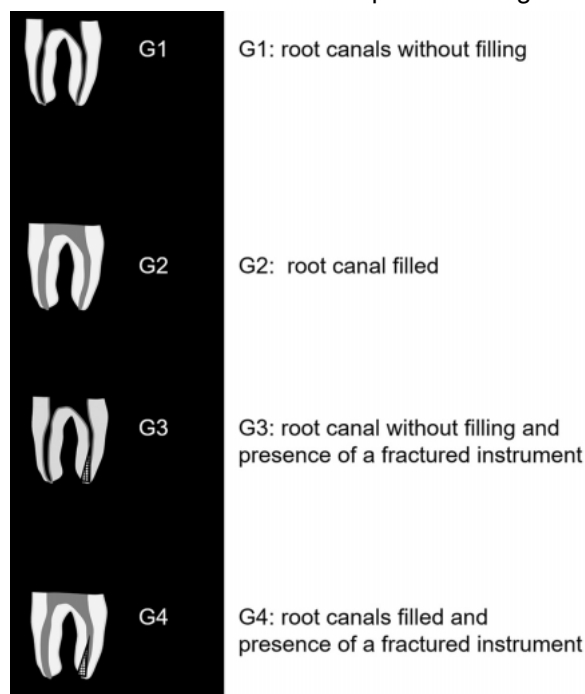 G1
G1: root canals without filling
G2
G2: root canal filled
G3
G3: root canal without filling and
presence of a fractured instrument
G4
G4: root canals filled and
presence of a fractured instrument